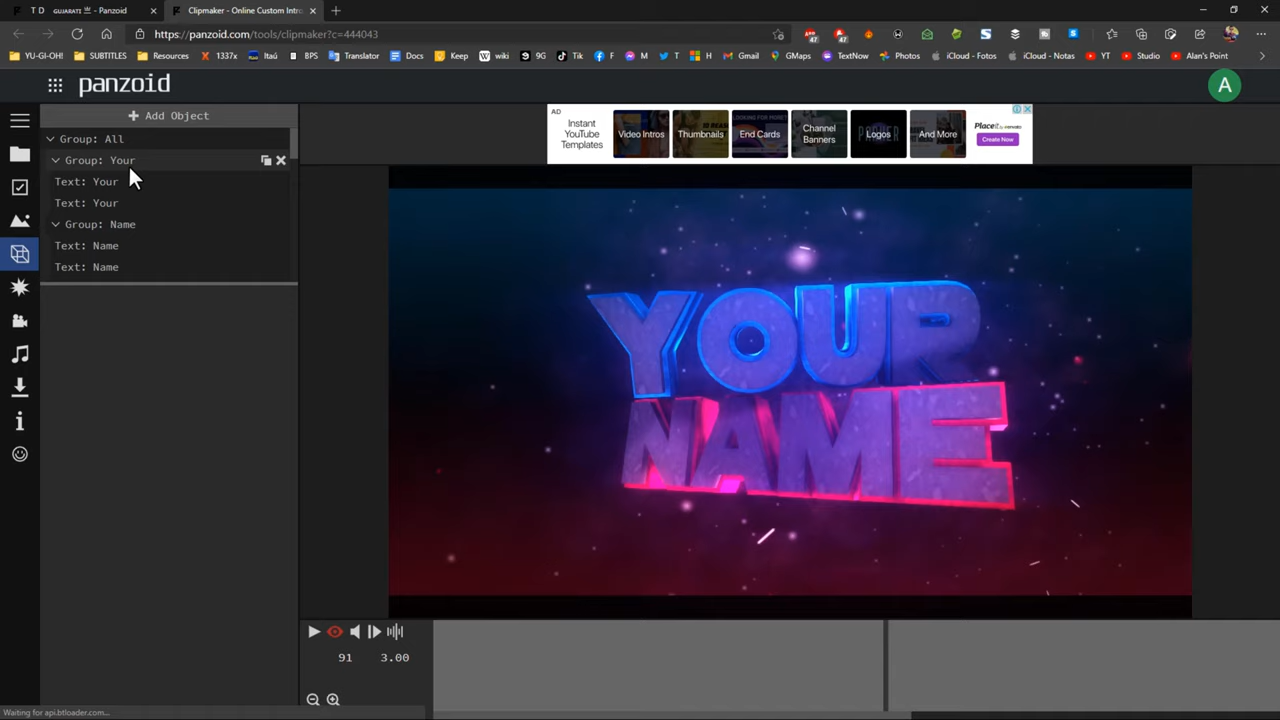 T D GUJARATI - Panzoid
Clipmaker - Online Custom Intro
https://panzoid.com/tools/clipmaker?c=444043
47
47
YU-GI-OH! SUBTITLES Resources 1337x Itaú BPS Translator Docs Keep wiki 9G Tik F M T H Gmail GMaps TextNow Photos iCloud - Fotos iCloud - Notas YT Studio Alan's Point
panzoid
A
Add Object
Group: All
Group: Your
Text: Your
Text: Your
Group: Name
Text: Name
Text: Name
AD
Instant
YouTube
Templates
Video Intros
Thumbnails
End Cards
Channel
Banners
Logos
And More
Placeit
Create Now
YOUR
NAME
91 3.00
Waiting for api.btloader.com...